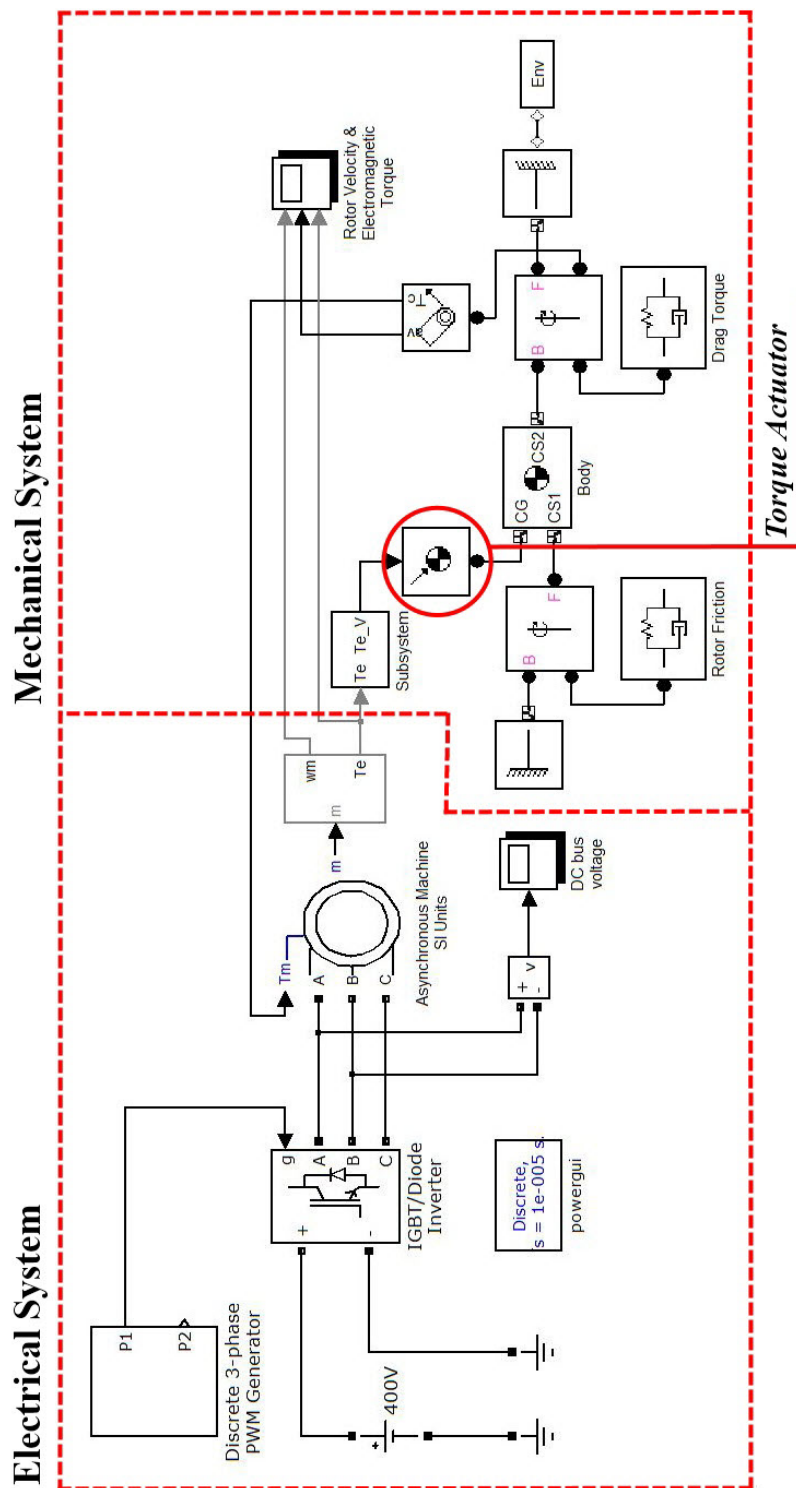 Electrical System
Mechanical System
Discrete 3-phase
PWM Generator
P1
P2
400V
+
+
-
g
A
B
C
IGBT/Diode
Inverter
Discrete,
s = 1e-005 s.
powergui
Tm
A
B
C
m
Asynchronous Machine
SI Units
+
-
v
DC bus
voltage
m
wm
Te
Te
Te_V
Subsystem
Rotor Velocity &
Electromagnetic
Torque
av
Tc
B
F
Rotor Friction
CG
CS1
CS2
Body
B
F
Drag Torque
Env
Torque Actuator